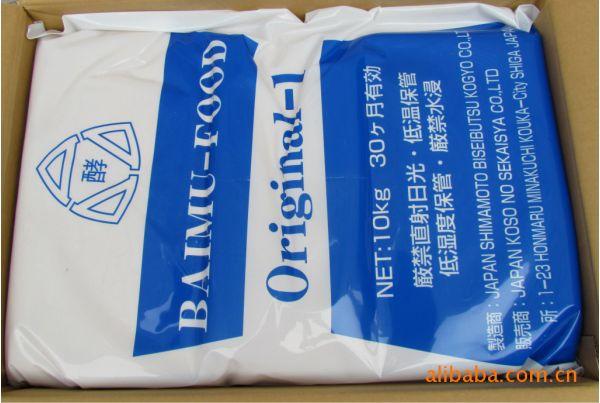 酵
BAIMU-FOOD
Original-1
NET:10kg 30ヶ月有効
厳禁直射日光・低温保管
低湿度保管・厳禁水浸
製造商：JAPAN SHIMAMOTO BISEIBUTSU KOGYO CO.,LTD
販売商：JAPAN KOSO NO SEKAISYA CO.,LTD
所：1-23 HONMARU MINAKUCHI KOUKA-City SHIGA JAPAN
alibaba.com.cn